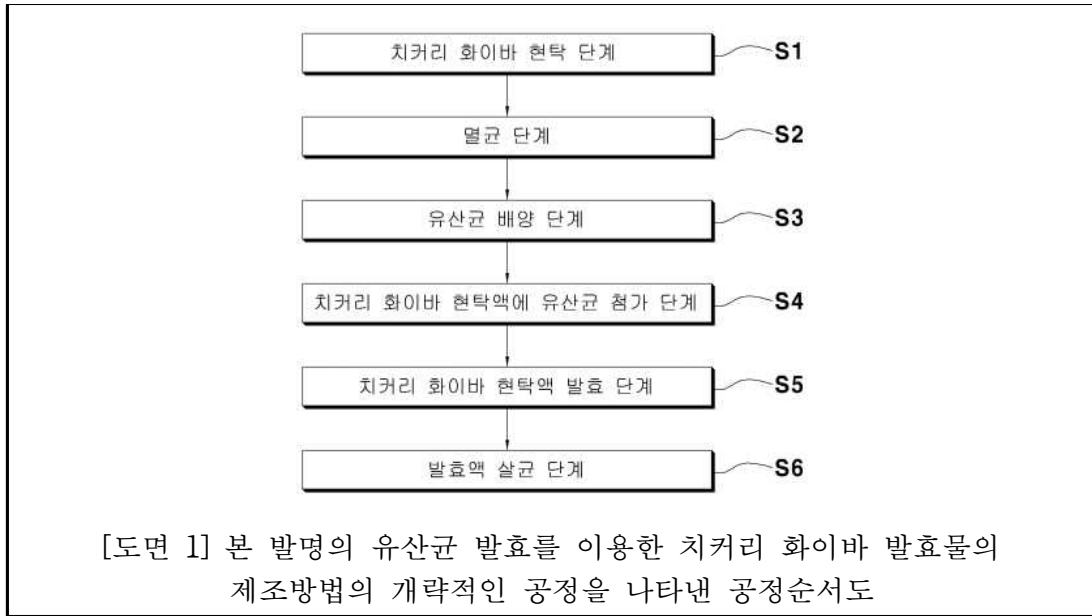 치커리 화이바 현탁 단계 S1
멸균 단계 S2
유산균 배양 단계 S3
치커리 화이바 현탁액에 유산균 첨가 단계 S4
치커리 화이바 현탁액 발효 단계 S5
발효액 살균 단계 S6
[도면 1] 본 발명의 유산균 발효를 이용한 치커리 화이바 발효물의
제조방법의 개략적인 공정을 나타낸 공정순서도